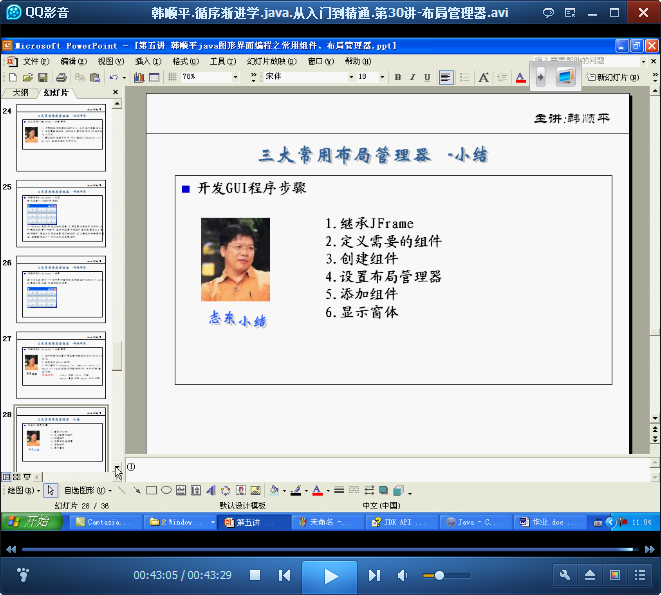 QQ影音
韩顺平.循序渐进学.java.从入门到精通.第30讲-布局管理器.avi
Microsoft PowerPoint - [第五讲 韩顺平java图形界面编程之常用组件、布局管理器.ppt]
文件(F) 编辑(E) 视图(V) 插入(I) 格式(O) 工具(T) 幻灯片放映(D) 窗口(W) 帮助(H)
78% 宋体 18 B I U 新幻灯片(N)
大纲 幻灯片
24
25
26
27
28
主讲:韩顺平
三大常用布局管理器 -小结
开发GUI程序步骤
1.继承JFrame
2.定义需要的组件
3.创建组件
4.设置布局管理器
5.添加组件
6.显示窗体
志东小结
绘图(R) 自选图形(U)
幻灯片 28 / 36 默认设计模板 中文(中国)
开始 Camtasia... 2 Window... 第五讲... 未命名 -... JDK API ... Java - C... 作业.doc ... 11:04
00:43:05 / 00:43:29